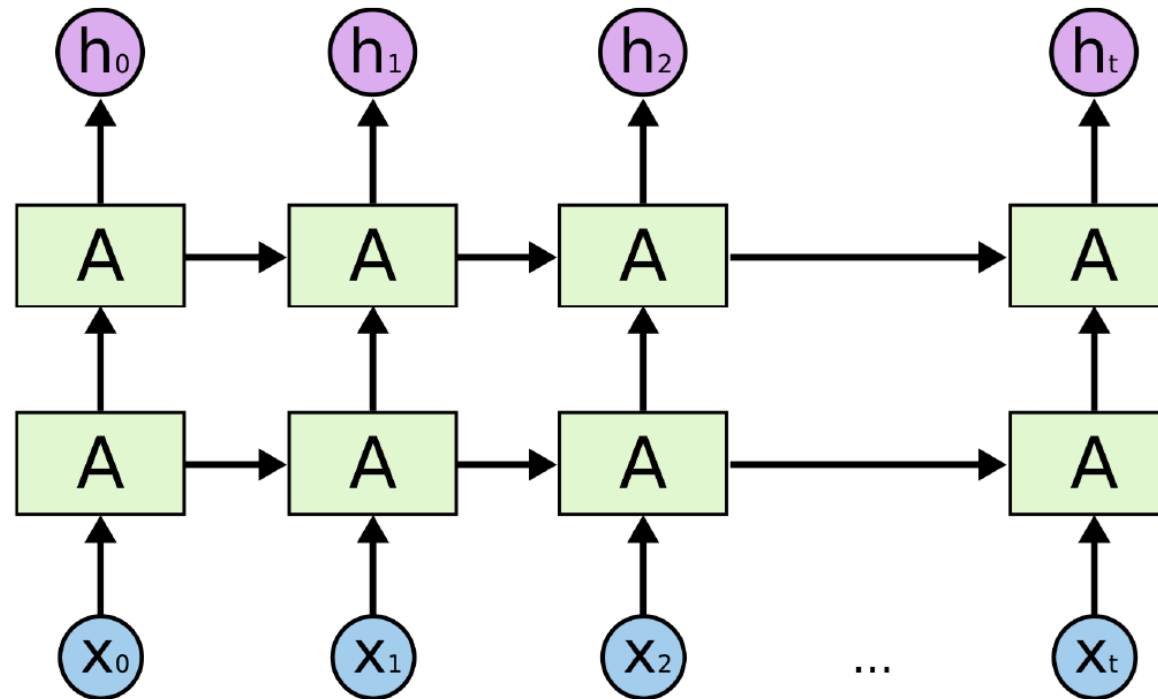 h₀ h₁ h₂ hₜ
A A A A
A A A A
x₀ x₁ x₂ ... xₜ